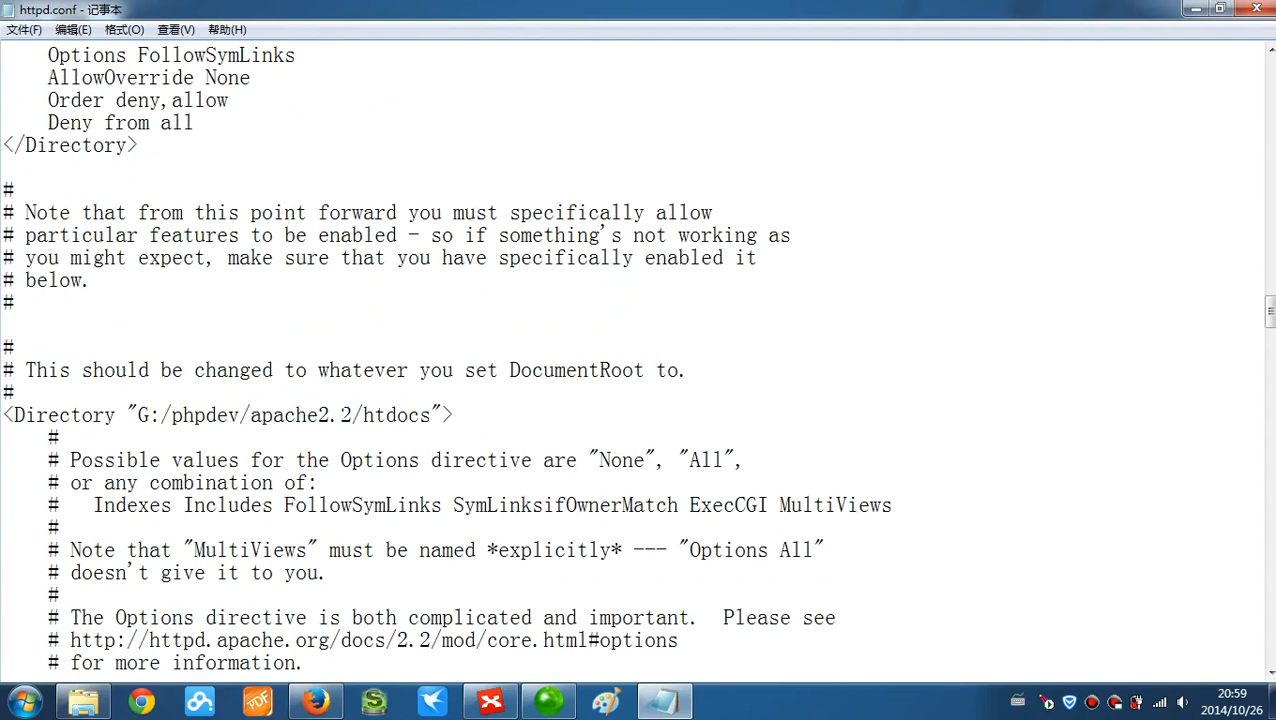 httpd.conf - 记事本
文件(F) 编辑(E) 格式(O) 查看(V) 帮助(H)
Options FollowSymLinks
AllowOverride None
Order deny,allow
Deny from all
</Directory>
#
# Note that from this point forward you must specifically allow
# particular features to be enabled - so if something's not working as
# you might expect, make sure that you have specifically enabled it
# below.
#
#
# This should be changed to whatever you set DocumentRoot to.
#
<Directory "G:/phpdev/apache2.2/htdocs">
#
# Possible values for the Options directive are "None", "All",
# or any combination of:
#   Indexes Includes FollowSymLinks SymLinksifOwnerMatch ExecCGI MultiViews
#
# Note that "MultiViews" must be named *explicitly* --- "Options All"
# doesn't give it to you.
#
# The Options directive is both complicated and important.  Please see
# http://httpd.apache.org/docs/2.2/mod/core.html#options
# for more information.
PDF
20:59
2014/10/26